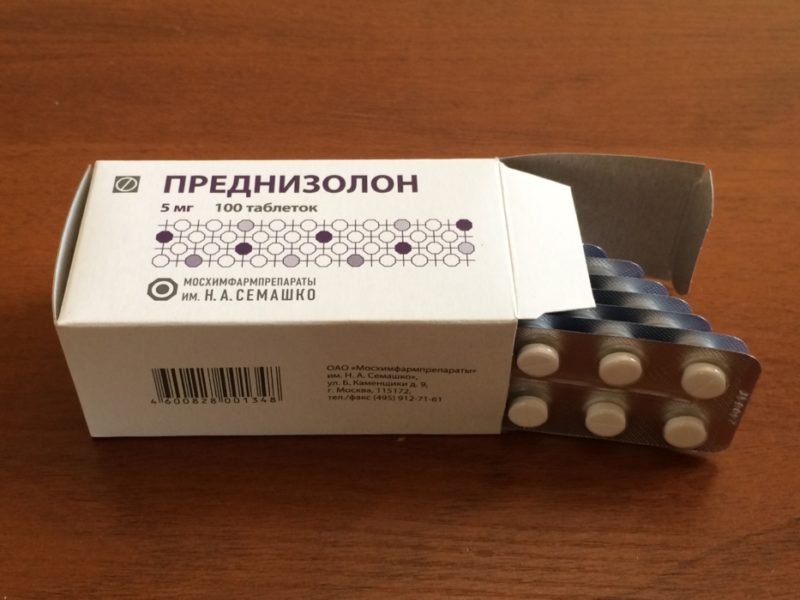 ПРЕДНИЗОЛОН
5 мг 100 таблеток
МОСХИМФАРМПРЕПАРАТЫ
ИМ. Н. А. СЕМАШКО
4 600828 001348
ОАО «Мосхимфармпрепараты»
им. Н. А. Семашко»,
ул. Б. Каменщики д. 9,
г. Москва, 115172,
тел./факс (495) 912-71-61